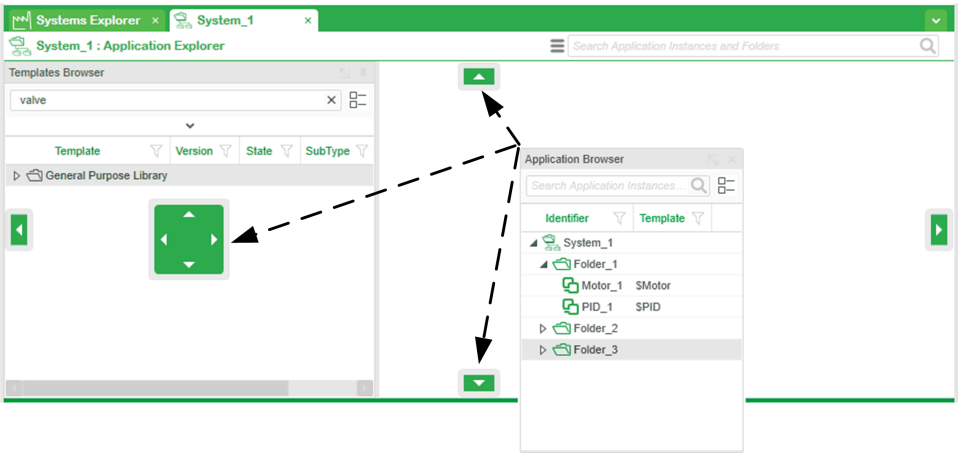 Systems Explorer
System_1
System_1 : Application Explorer
Search Application Instances and Folders
Templates Browser
valve
Template Version State SubType
General Purpose Library
Application Browser
Search Application Instances...
Identifier Template
System_1
Folder_1
Motor_1 $Motor
PID_1 $PID
Folder_2
Folder_3